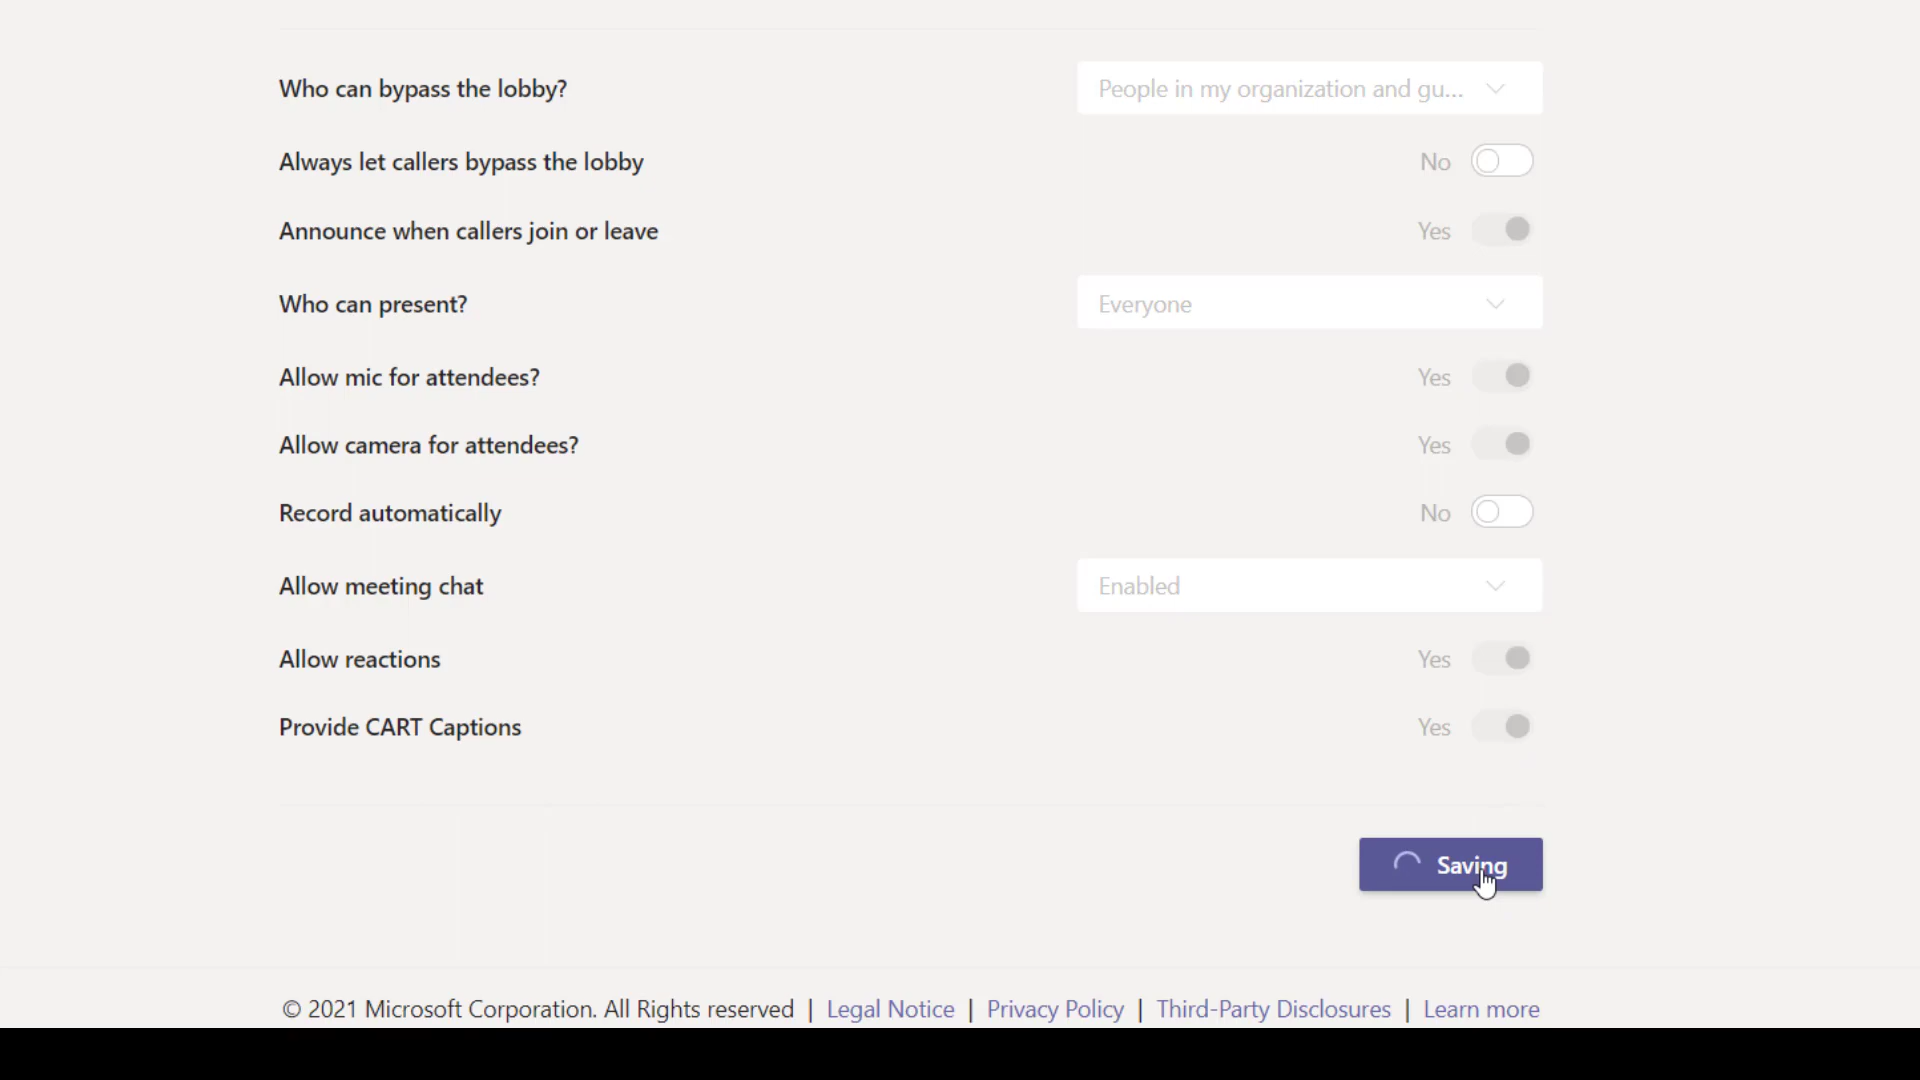 Who can bypass the lobby? People in my organization and gu...
Always let callers bypass the lobby No
Announce when callers join or leave Yes
Who can present? Everyone
Allow mic for attendees? Yes
Allow camera for attendees? Yes
Record automatically No
Allow meeting chat Enabled
Allow reactions Yes
Provide CART Captions Yes
Saving
© 2021 Microsoft Corporation. All Rights reserved | Legal Notice | Privacy Policy | Third-Party Disclosures | Learn more